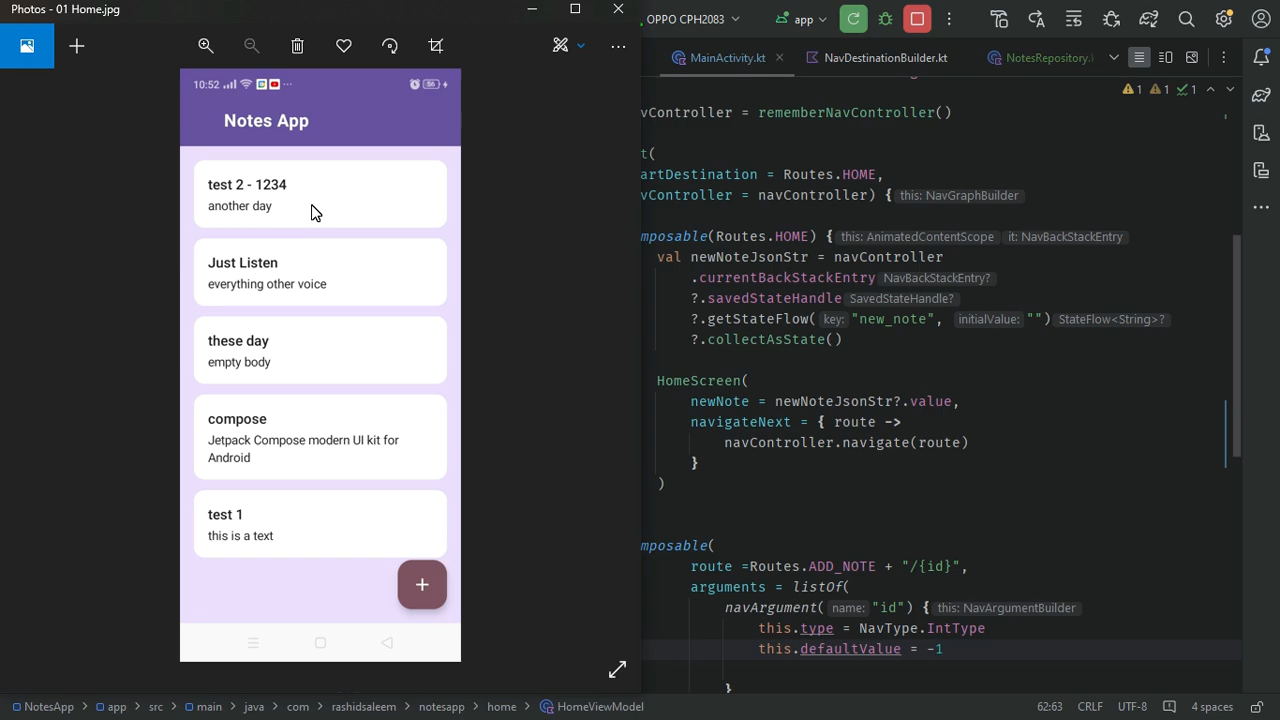 Photos - 01 Home.jpg
10:52
56
Notes App
test 2 - 1234
another day
Just Listen
everything other voice
these day
empty body
compose
Jetpack Compose modern UI kit for
Android
test 1
this is a text
+
OPPO CPH2083
app
MainActivity.kt
NavDestinationBuilder.kt
NotesRepository.
1 1 1
vController = rememberNavController()
t(
artDestination = Routes.HOME,
vController = navController) { this: NavGraphBuilder
mposable(Routes.HOME) { this: AnimatedContentScope it: NavBackStackEntry
val newNoteJsonStr = navController
.currentBackStackEntry NavBackStackEntry?
?.savedStateHandle SavedStateHandle?
?.getStateFlow( key: "new_note", initialValue: "") StateFlow<String>?
?.collectAsState()
HomeScreen(
newNote = newNoteJsonStr?.value,
navigateNext = { route ->
navController.navigate(route)
}
)
mposable(
route =Routes.ADD_NOTE + "/{id}",
arguments = listOf(
navArgument( name: "id") { this: NavArgumentBuilder
this.type = NavType.IntType
this.defaultValue = -1
}
NotesApp > app > src > main > java > com > rashidsaleem > notesapp > home > HomeViewModel
62:63 CRLF UTF-8 4 spaces